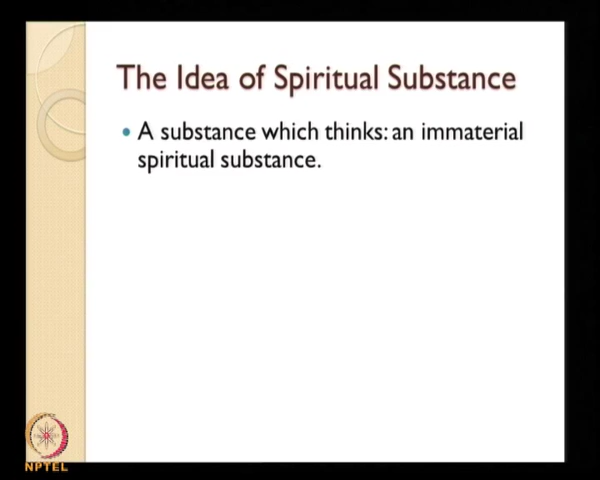 The Idea of Spiritual Substance
• A substance which thinks: an immaterial
spiritual substance.
NPTEL